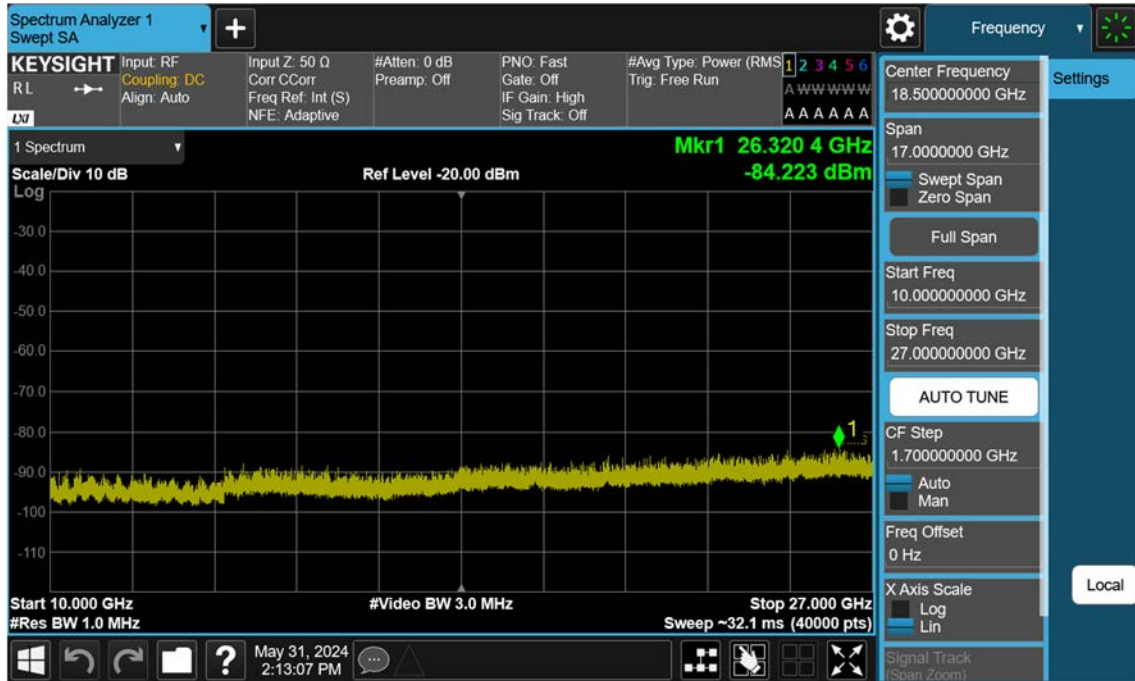 Spectrum Analyzer 1
Swept SA
+
Frequency
KEYSIGHT
R L
LXI
Input: RF
Coupling: DC
Align: Auto
Input Z: 50 Ω
Corr CCorr
Freq Ref: Int (S)
NFE: Adaptive
#Atten: 0 dB
Preamp: Off
PNO: Fast
Gate: Off
IF Gain: High
Sig Track: Off
#Avg Type: Power (RMS
Trig: Free Run
1 2 3 4 5 6
A W W W W W
A A A A A A
1 Spectrum
Mkr1 26.320 4 GHz
Scale/Div 10 dB
Ref Level -20.00 dBm
-84.223 dBm
Log
-30.0
-40.0
-50.0
-60.0
-70.0
-80.0
-90.0
-100
-110
1
Start 10.000 GHz
#Video BW 3.0 MHz
Stop 27.000 GHz
#Res BW 1.0 MHz
Sweep ~32.1 ms (40000 pts)
?
May 31, 2024
2:13:07 PM
Center Frequency
18.500000000 GHz
Settings
Span
17.0000000 GHz
Swept Span
Zero Span
Full Span
Start Freq
10.000000000 GHz
Stop Freq
27.000000000 GHz
AUTO TUNE
CF Step
1.700000000 GHz
Auto
Man
Freq Offset
0 Hz
X Axis Scale
Log
Lin
Local
Signal Track
(Span Zoom)